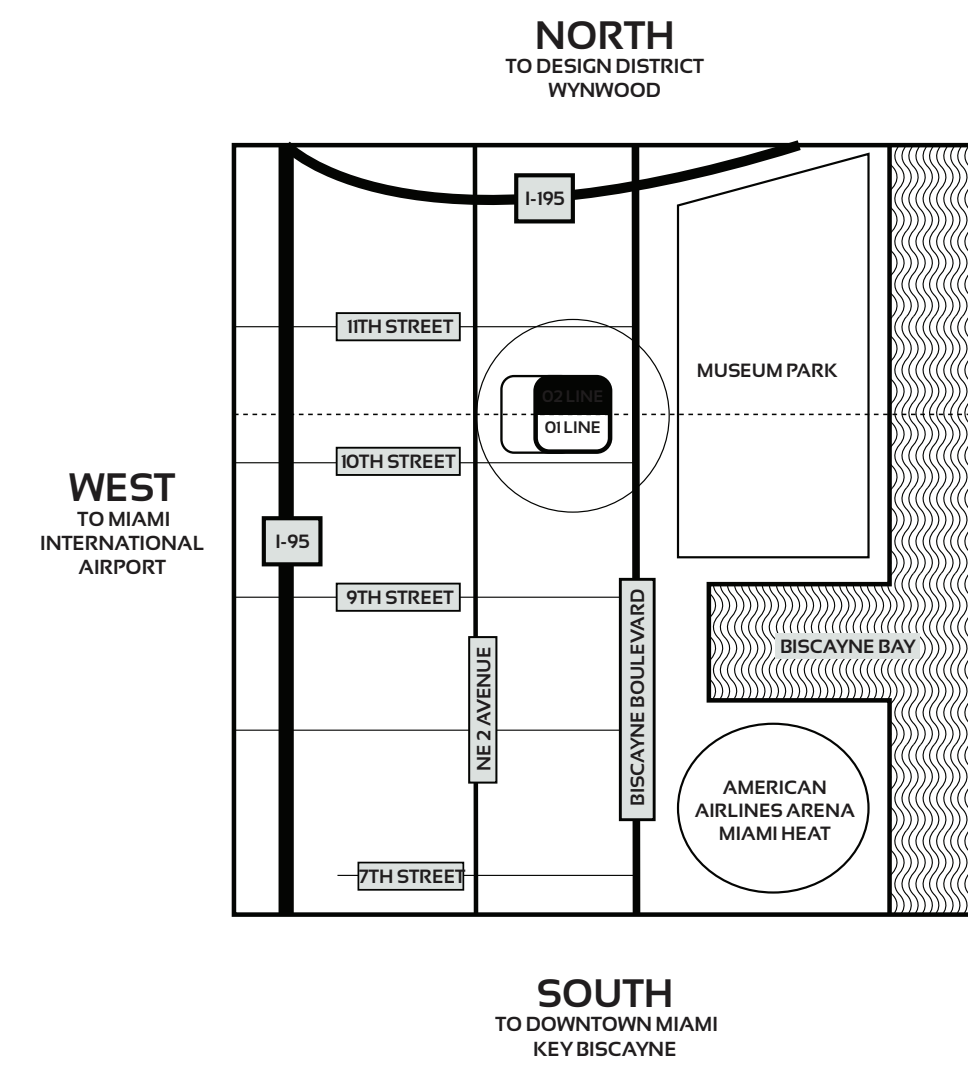 NORTH
TO DESIGN DISTRICT
WYNWOOD
I-195
11TH STREET
MUSEUM PARK
02 LINE
01 LINE
10TH STREET
WEST
TO MIAMI
INTERNATIONAL
AIRPORT
I-95
9TH STREET
BISCAYNE BOULEVARD
BISCAYNE BAY
NE 2 AVENUE
AMERICAN
AIRLINES ARENA
MIAMI HEAT
7TH STREET
SOUTH
TO DOWNTOWN MIAMI
KEY BISCAYNE